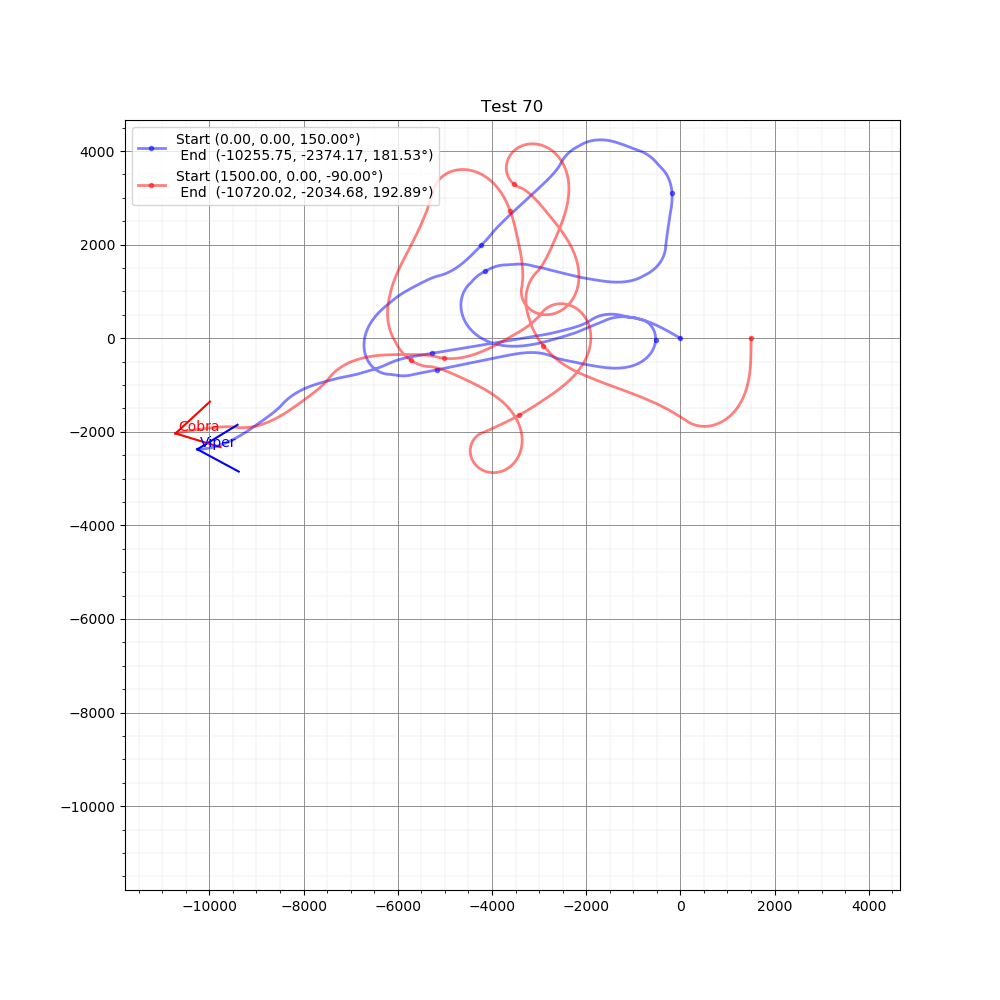 Test 70
Start (0.00, 0.00, 150.00°)
End (-10255.75, -2374.17, 181.53°)
Start (1500.00, 0.00, -90.00°)
End (-10720.02, -2034.68, 192.89°)
4000
2000
0
−2000
−4000
−6000
−8000
−10000
Cobra
Viper
−10000 −8000 −6000 −4000 −2000 0 2000 4000